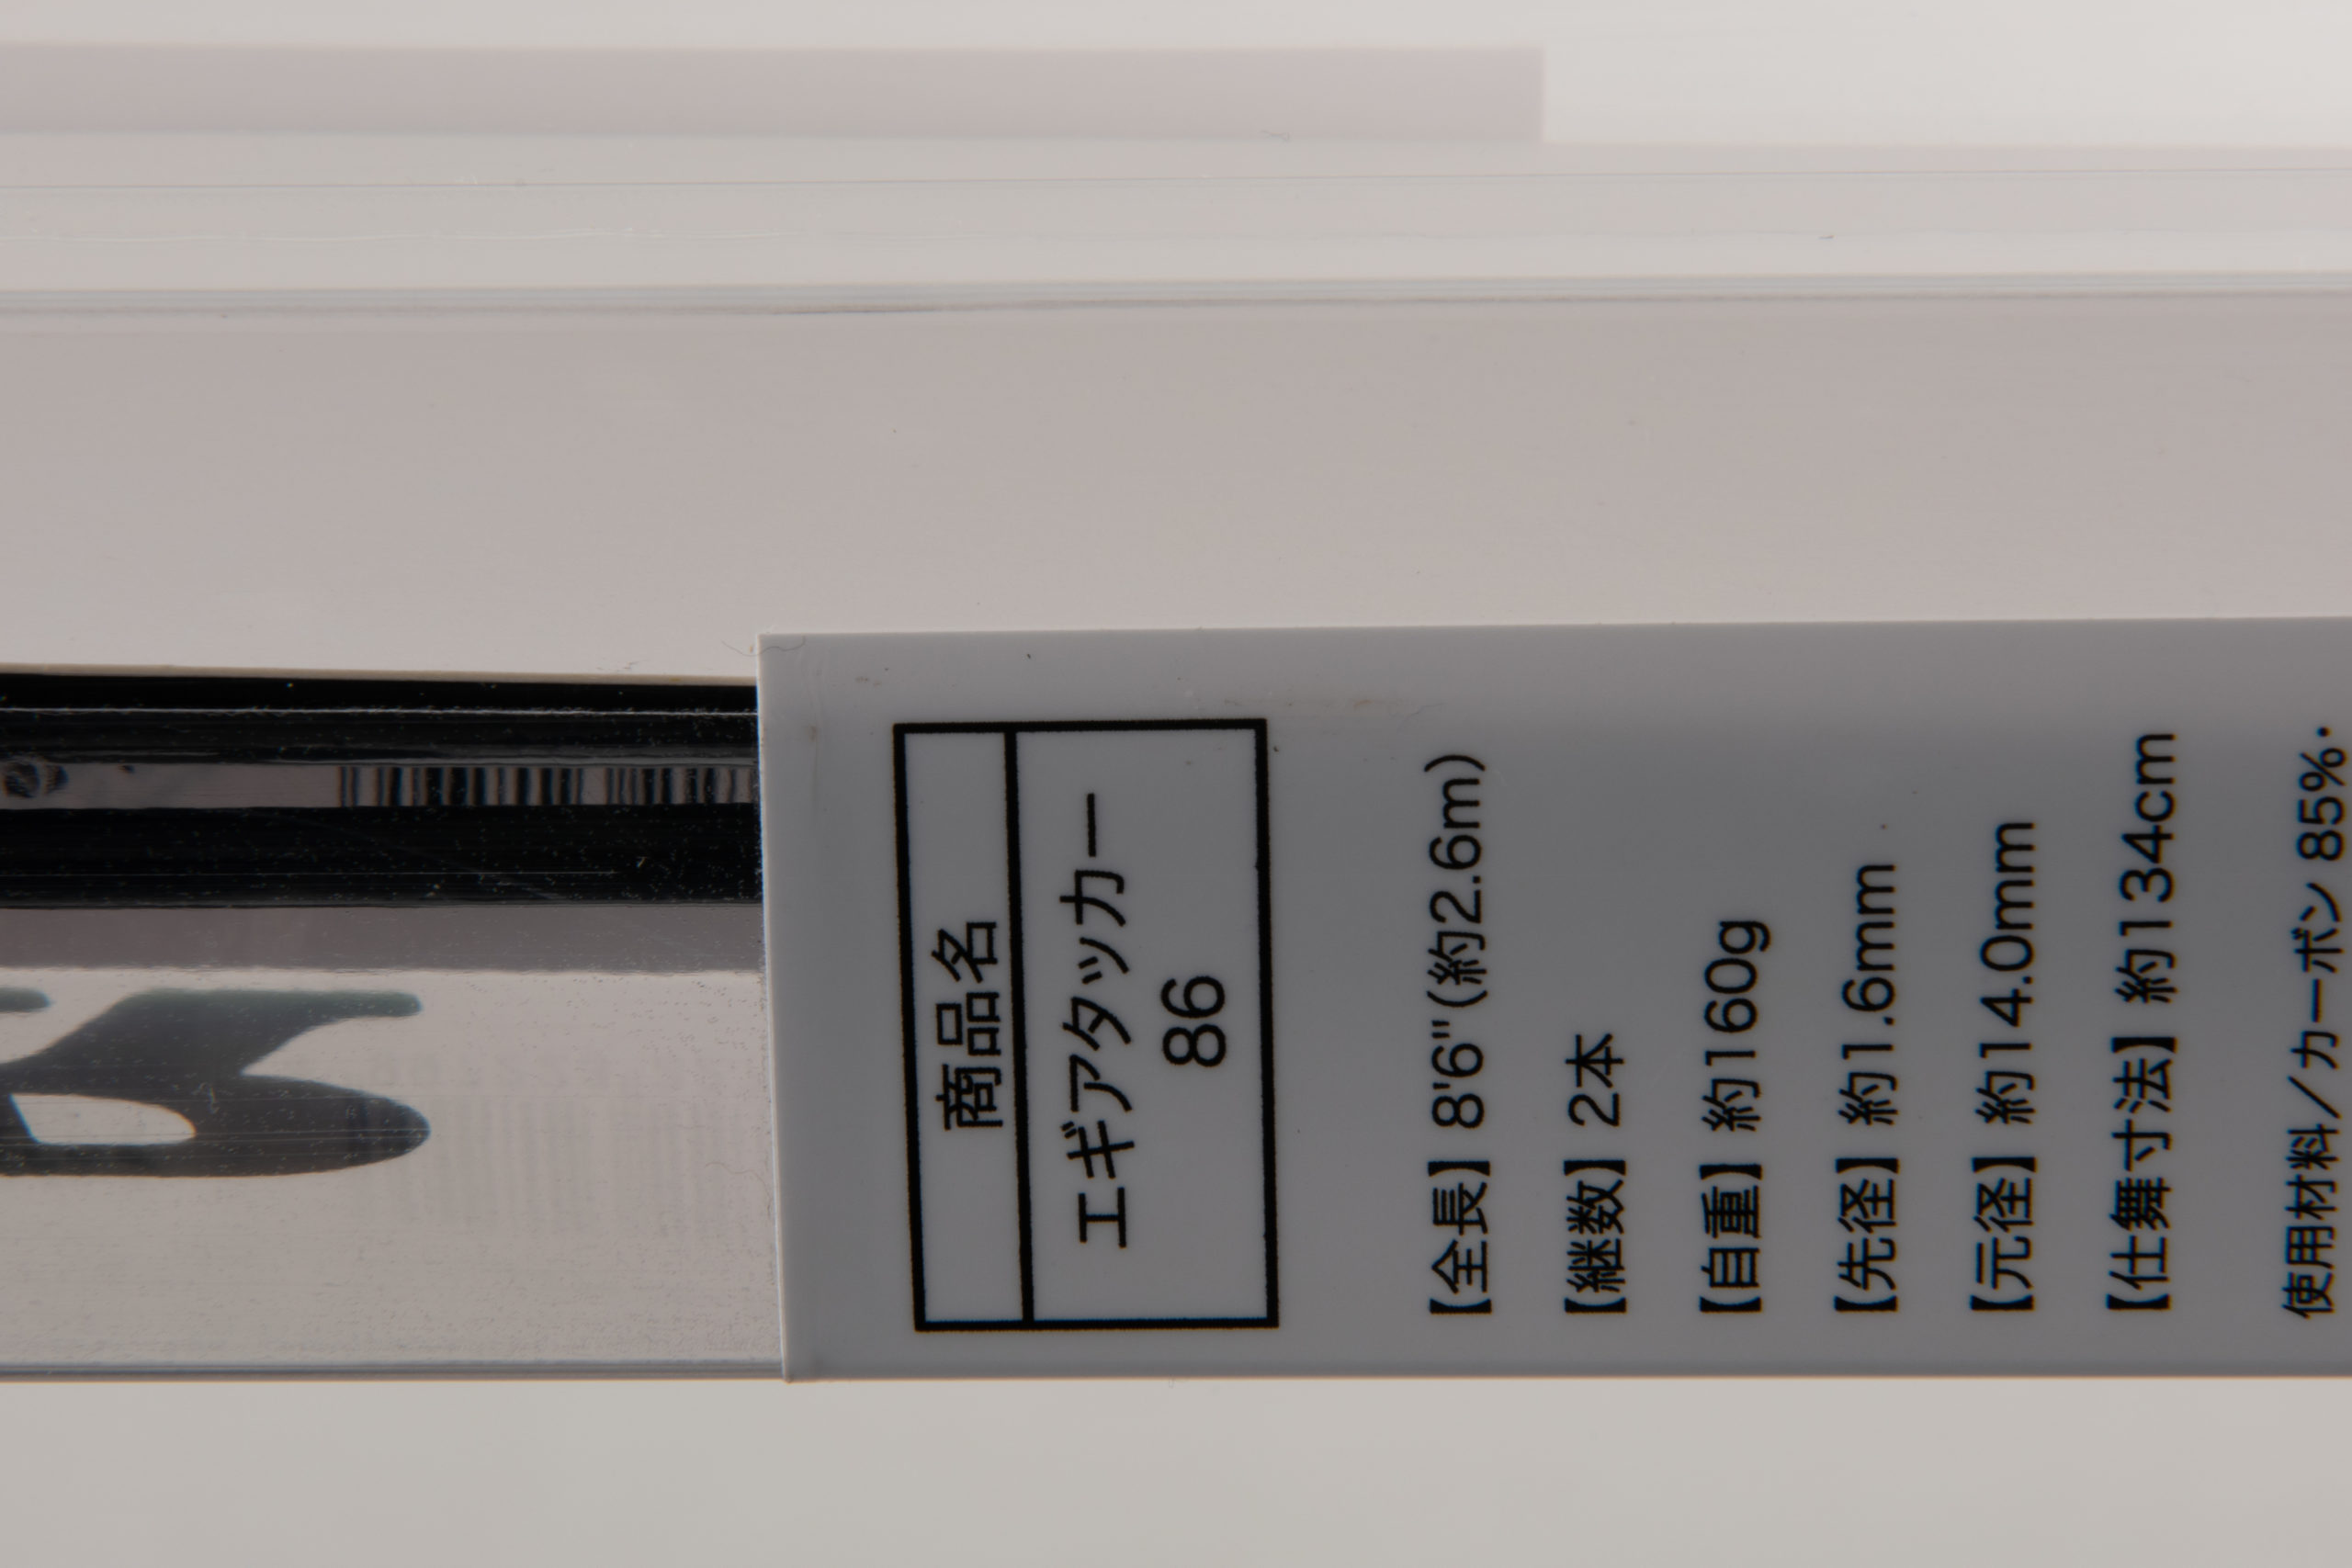 商品名
エギアタッカー
86
【全長】8'6"(約2.6m)
【継数】2本
【自重】約160g
【先径】約1.6mm
【元径】約14.0mm
【仕舞寸法】約134cm
使用材料／カーボン 85%・